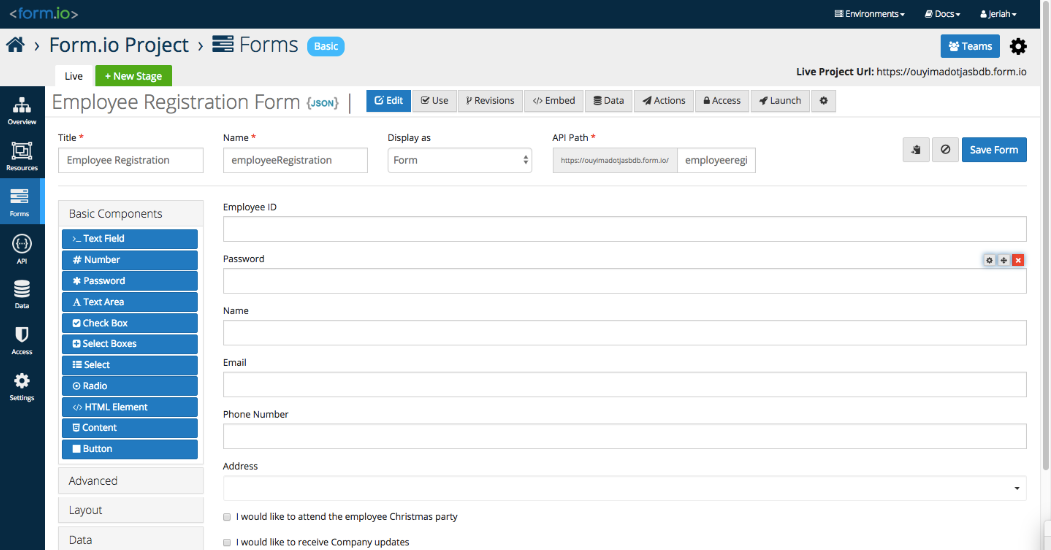 <form.io>
Environments
Docs
Jeriah
> Form.io Project > Forms Basic
Teams
Live
+ New Stage
Live Project Url: https://ouyimadotjasbdb.form.io
Employee Registration Form {JSON} |
Edit
Use
Revisions
</> Embed
Data
Actions
Access
Launch
Overview
Resources
Forms
API
Data
Access
Settings
Title *
Name *
Display as
API Path *
Employee Registration
employeeRegistration
Form
https://ouyimadotjasbdb.form.io/
employeeregi
Save Form
Basic Components
>_ Text Field
# Number
Password
A Text Area
Check Box
Select Boxes
Select
Radio
</> HTML Element
Content
Button
Advanced
Layout
Data
Employee ID
Password
Name
Email
Phone Number
Address
I would like to attend the employee Christmas party
I would like to receive Company updates